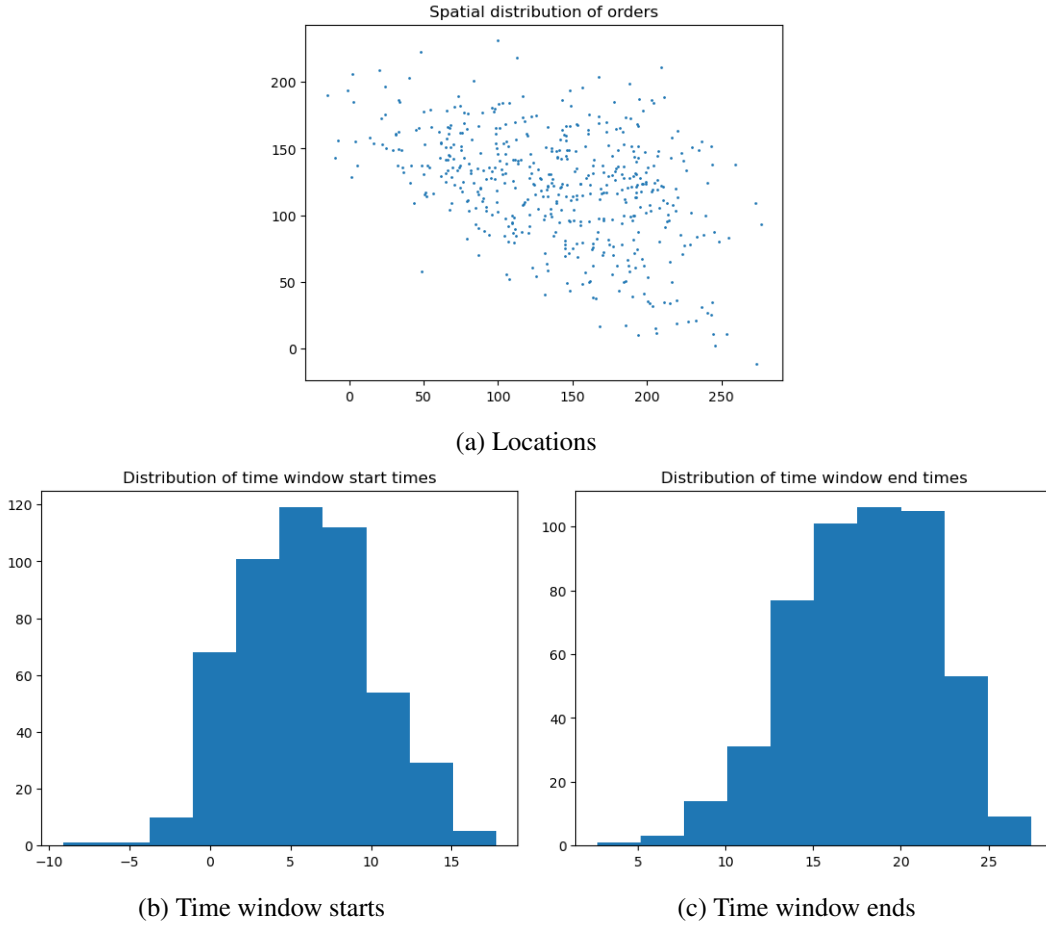 Spatial distribution of orders
200
150
100
50
0
0 50 100 150 200 250
(a) Locations
Distribution of time window start times
120
100
80
60
40
20
0
−10 −5 0 5 10 15
(b) Time window starts
Distribution of time window end times
100
80
60
40
20
0
5 10 15 20 25
(c) Time window ends